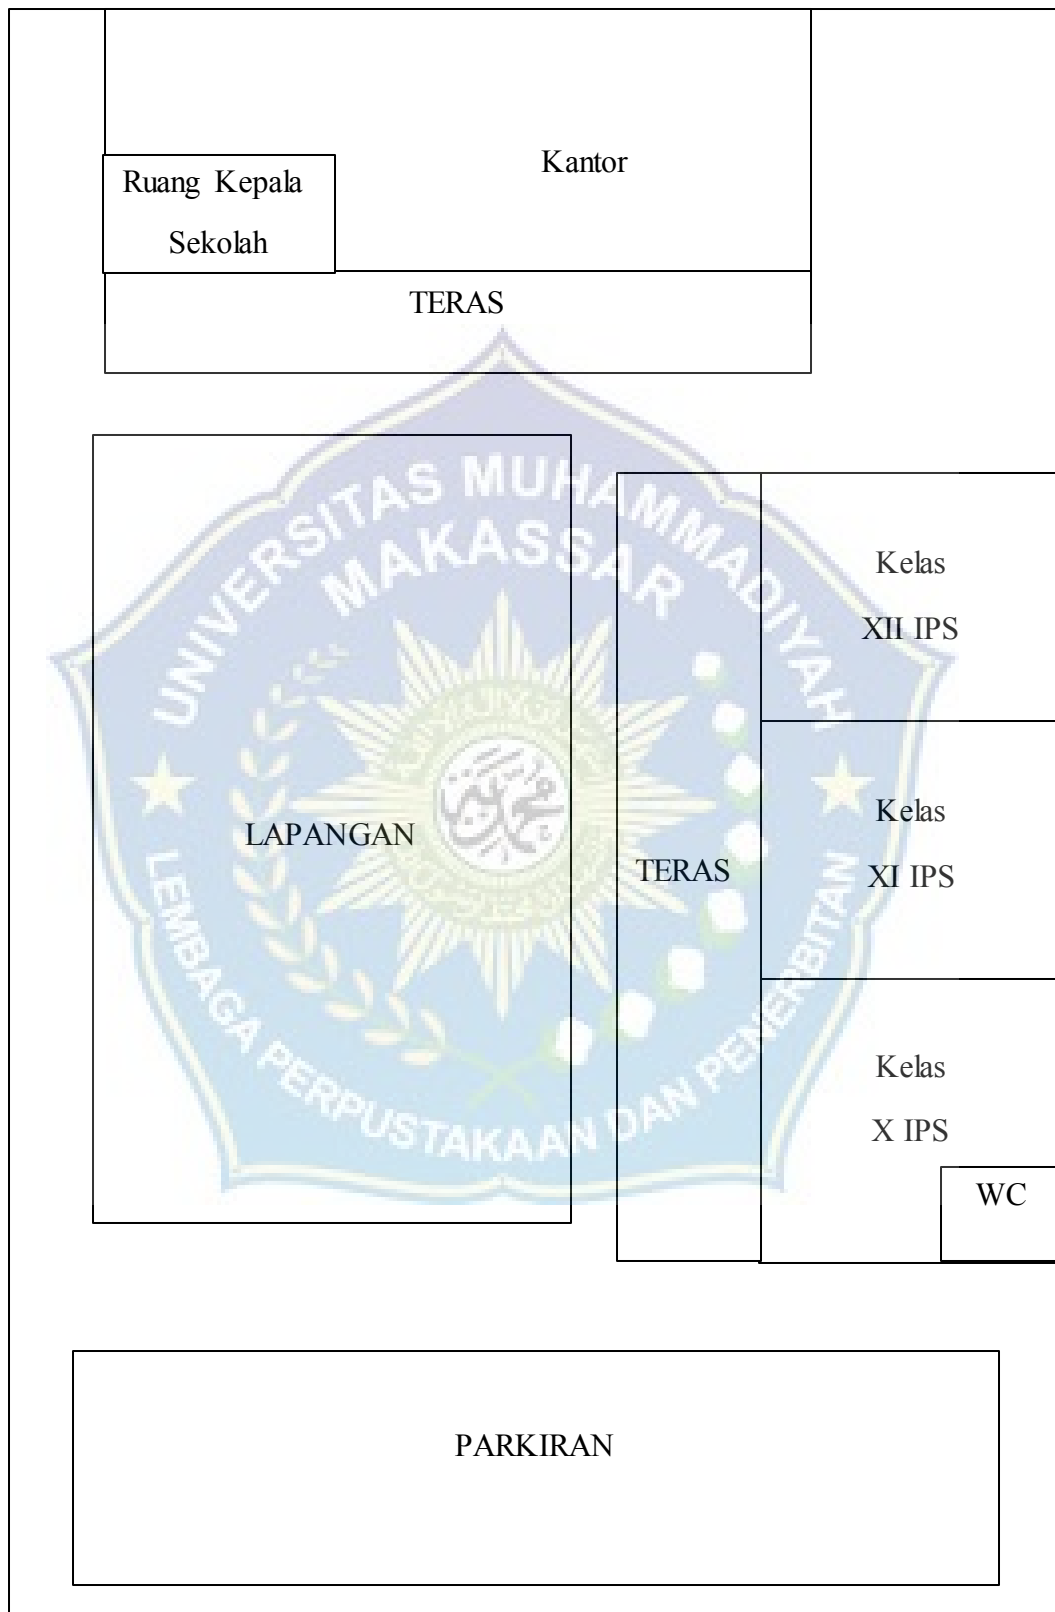 Kantor
Ruang Kepala
Sekolah
TERAS
UNIVERSITAS MUHAMMADIYAH
MAKASSAR
Kelas
XII IPS
LAPANGAN
TERAS
Kelas
XI IPS
Kelas
X IPS
WC
LEMBAGA PERPUSTAKAAN DAN PENERBITAN
PARKIRAN